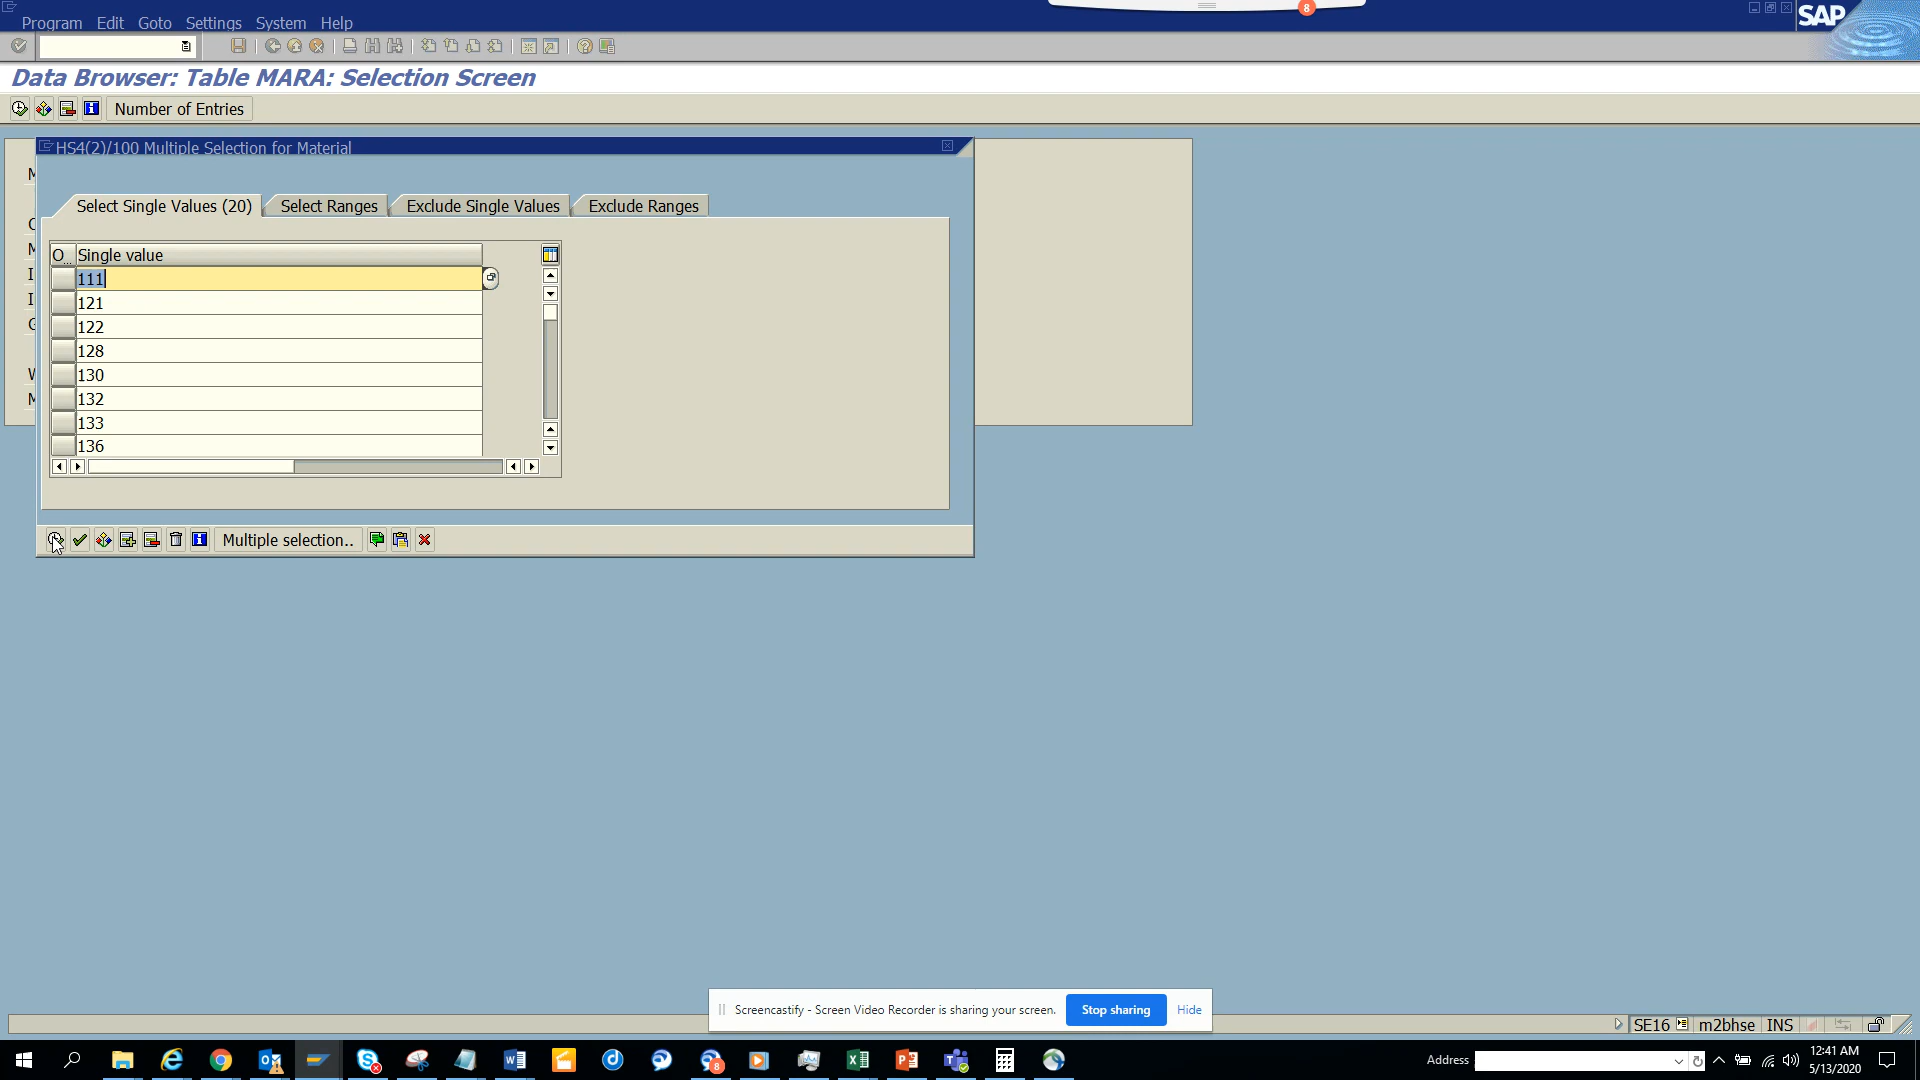 Program Edit Goto Settings System Help
8
SAP
Data Browser: Table MARA: Selection Screen
Number of Entries
HS4(2)/100 Multiple Selection for Material
Select Single Values (20) Select Ranges Exclude Single Values Exclude Ranges
O... Single value
111
121
122
128
130
132
133
136
Multiple selection..
Screencastify - Screen Video Recorder is sharing your screen. Stop sharing Hide
SE16 m2bhse INS
8
Address
12:41 AM
5/13/2020